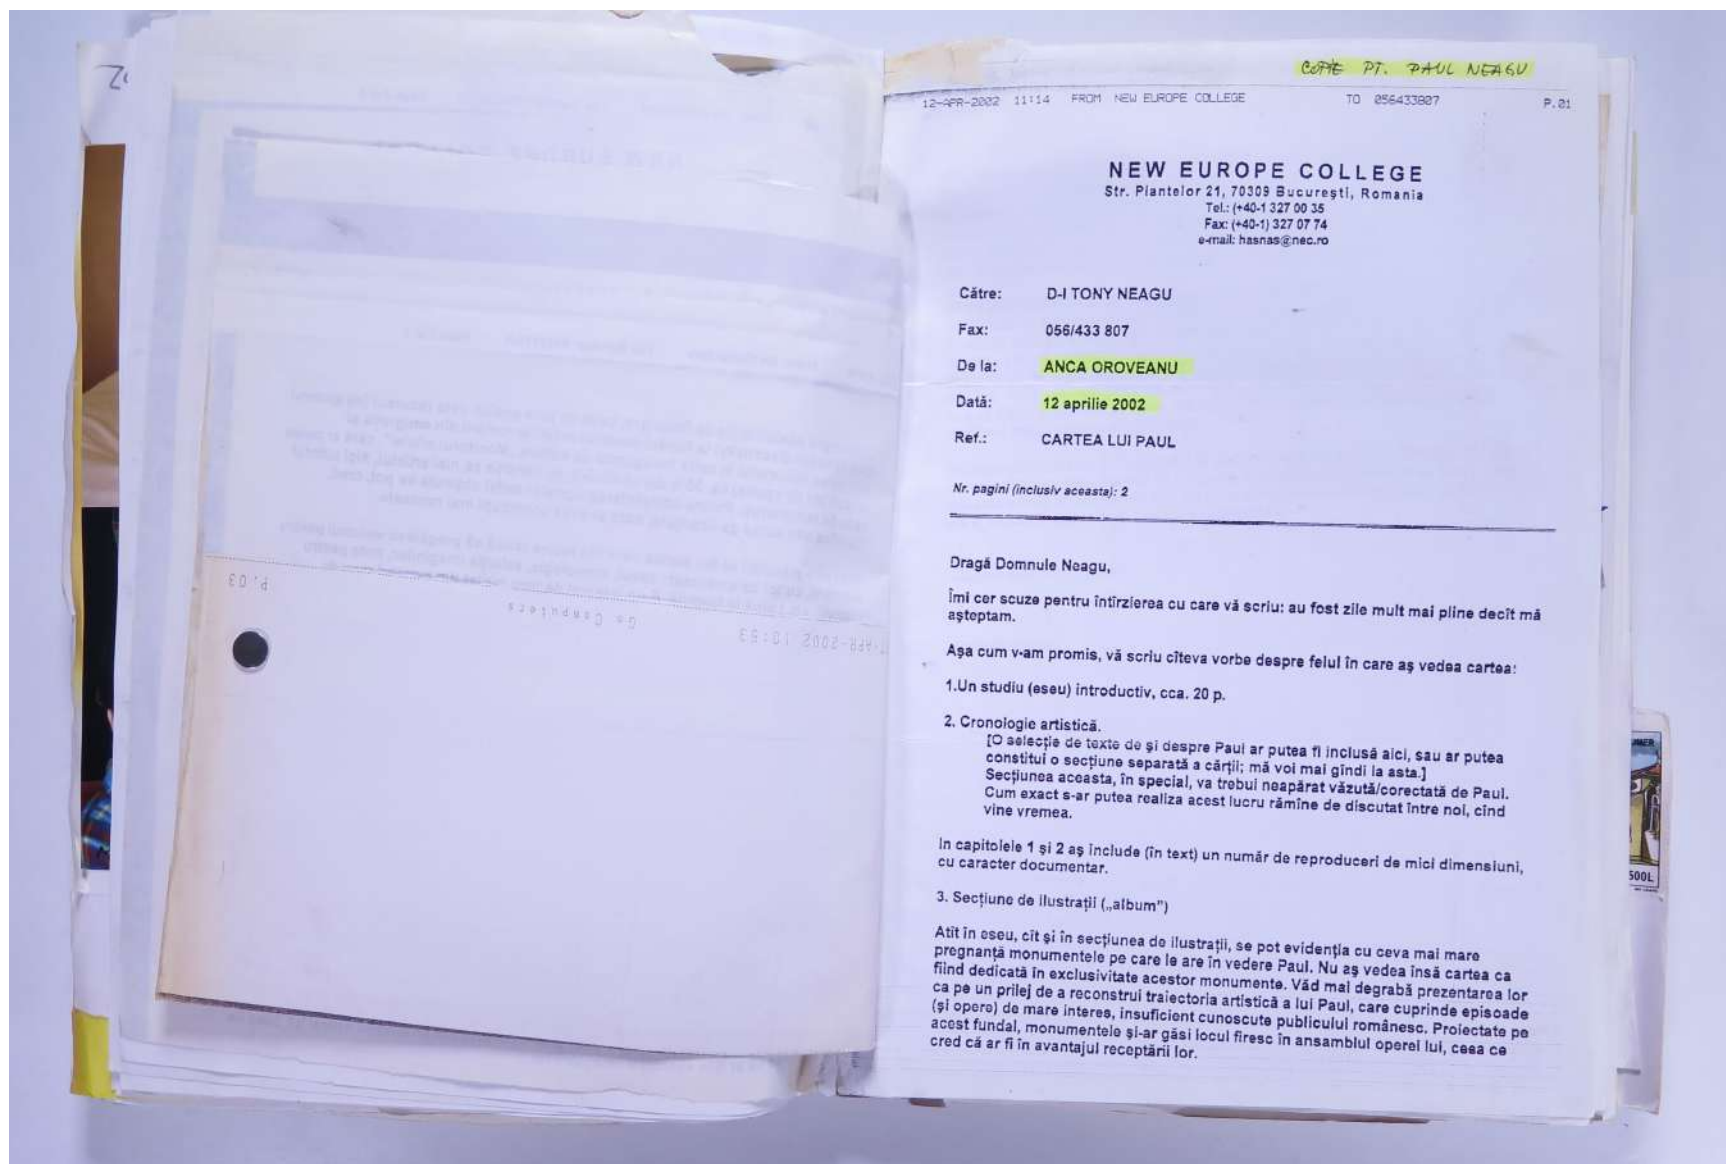 P.03
Go Computers
-APR-2002 10:53
COPIE PT. PAUL NEAGU
12-APR-2002 11:14 FROM NEW EUROPE COLLEGE TO 056433807 P.01
NEW EUROPE COLLEGE
Str. Plantelor 21, 70309 București, Romania
Tel.: (+40-1 327 00 35
Fax: (+40-1) 327 07 74
e-mail: hasnas@nec.ro
Către: D-l TONY NEAGU
Fax: 056/433 807
De la: ANCA OROVEANU
Dată: 12 aprilie 2002
Ref.: CARTEA LUI PAUL
Nr. pagini (inclusiv aceasta): 2
Dragă Domnule Neagu,
Îmi cer scuze pentru întîrzierea cu care vă scriu: au fost zile mult mai pline decît mă
așteptam.
Așa cum v-am promis, vă scriu cîteva vorbe despre felul în care aș vedea cartea:
1.Un studiu (eseu) introductiv, cca. 20 p.
2. Cronologie artistică.
[O selecție de texte de și despre Paul ar putea fi inclusă aici, sau ar putea
constitui o secțiune separată a cărții; mă voi mai gîndi la asta.]
Secțiunea aceasta, în special, va trebui neapărat văzută/corectată de Paul.
Cum exact s-ar putea realiza acest lucru rămîne de discutat între noi, cînd
vine vremea.
In capitolele 1 și 2 aș include (în text) un număr de reproduceri de mici dimensiuni,
cu caracter documentar.
3. Secțiune de ilustrații („album”)
Atît în eseu, cît și în secțiunea de ilustrații, se pot evidenția cu ceva mai mare
pregnanță monumentele pe care le are în vedere Paul. Nu aș vedea însă cartea ca
fiind dedicată în exclusivitate acestor monumente. Văd mai degrabă prezentarea lor
ca pe un prilej de a reconstrui traiectoria artistică a lui Paul, care cuprinde episoade
(și opere) de mare interes, insuficient cunoscute publicului românesc. Proiectate pe
acest fundal, monumentele și-ar găsi locul firesc în ansamblul operei lui, ceea ce
cred că ar fi în avantajul receptării lor.
500L